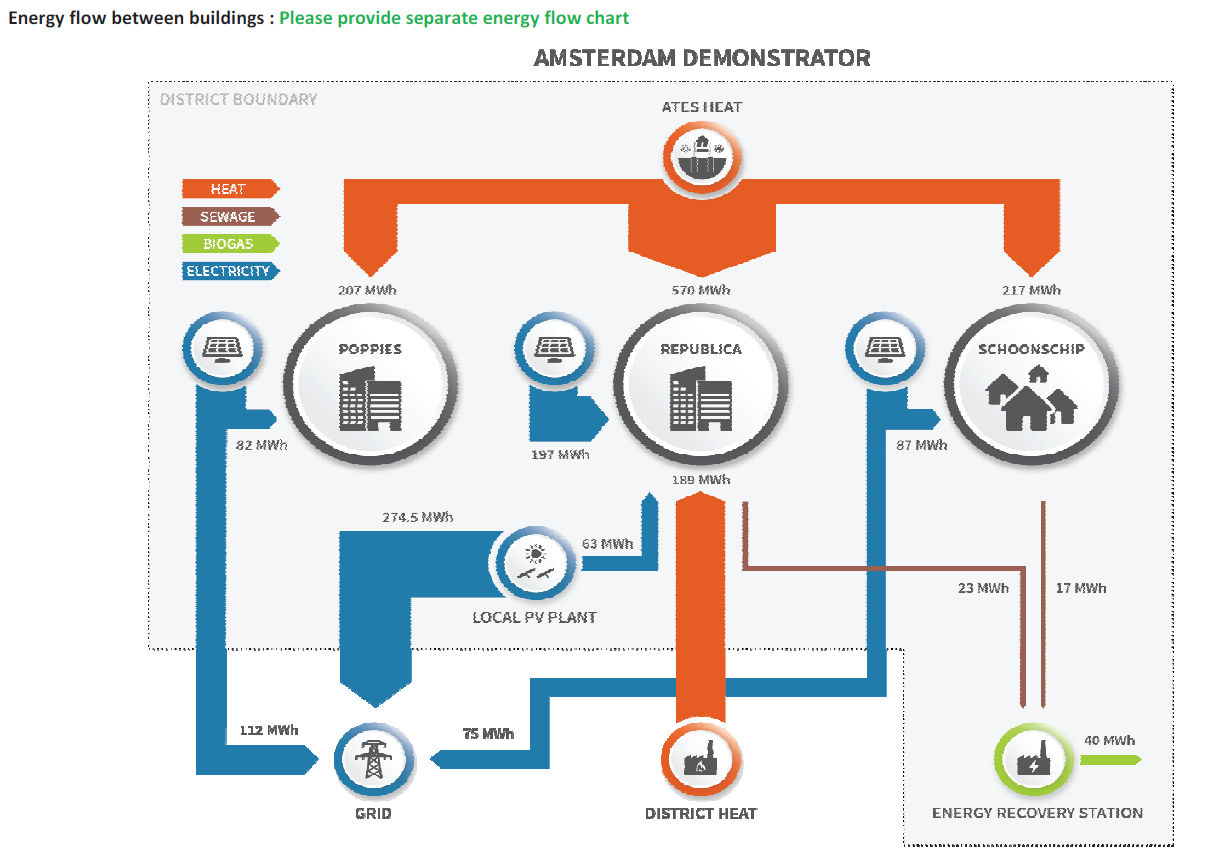 Energy flow between buildings : Please provide separate energy flow chart
AMSTERDAM DEMONSTRATOR
DISTRICT BOUNDARY
ATES HEAT
HEAT
SEWAGE
BIOGAS
ELECTRICITY
207 MWh
570 MWh
217 MWh
POPPIES
REPUBLICA
SCHOONSCHIP
82 MWh
197 MWh
87 MWh
189 MWh
274.5 MWh
63 MWh
23 MWh
17 MWh
LOCAL PV PLANT
112 MWh
75 MWh
40 MWh
GRID
DISTRICT HEAT
ENERGY RECOVERY STATION